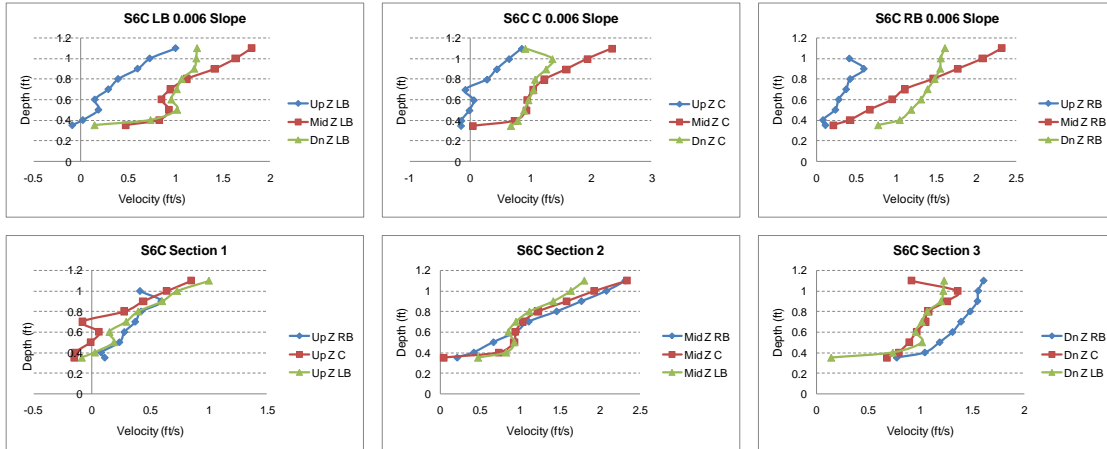 S6C LB 0.006 Slope
Depth (ft)
1.2
1
0.8
0.6
0.4
0.2
0
-0.5 0 0.5 1 1.5 2
Velocity (ft/s)
Up Z LB
Mid Z LB
Dn Z LB
S6C C 0.006 Slope
Depth (ft)
1.2
1
0.8
0.6
0.4
0.2
0
-1 0 1 2 3
Velocity (ft/s)
Up Z C
Mid Z C
Dn Z C
S6C RB 0.006 Slope
Depth (ft)
1.2
1
0.8
0.6
0.4
0.2
0
0 0.5 1 1.5 2 2.5
Velocity (ft/s)
Up Z RB
Mid Z RB
Dn Z RB
S6C Section 1
Depth (ft)
1.2
1
0.8
0.6
0.4
0.2
0
-0.5 0 0.5 1 1.5
Velocity (ft/s)
Up Z RB
Up Z C
Up Z LB
S6C Section 2
Depth (ft)
1.2
1
0.8
0.6
0.4
0.2
0
0 0.5 1 1.5 2 2.5
Velocity (ft/s)
Mid Z RB
Mid Z C
Mid Z LB
S6C Section 3
Depth (ft)
1.2
1
0.8
0.6
0.4
0.2
0
0 0.5 1 1.5 2
Velocity (ft/s)
Dn Z RB
Dn Z C
Dn Z LB